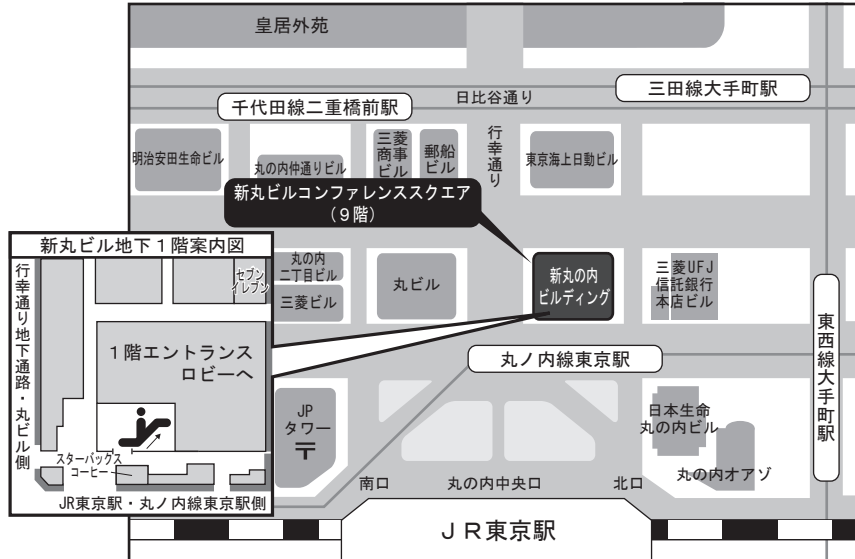 皇居外苑
三田線大手町駅
日比谷通り
千代田線二重橋前駅
行幸通り
明治安田生命ビル
丸の内仲通りビル
三菱
商事
ビル
郵船
ビル
東京海上日動ビル
新丸ビルコンファレンススクエア
(9階)
新丸ビル地下1階案内図
行幸通り地下通路・丸ビル側
セブン
イレブン
1階エントランス
ロビーへ
スターバックス
コーヒー
JR東京駅・丸ノ内線東京駅側
丸の内
二丁目ビル
三菱ビル
丸ビル
新丸の内
ビルディング
三菱UFJ
信託銀行
本店ビル
東西線大手町駅
丸ノ内線東京駅
JP
タワー
〒
日本生命
丸の内ビル
丸の内オアゾ
南口
丸の内中央口
北口
JR東京駅